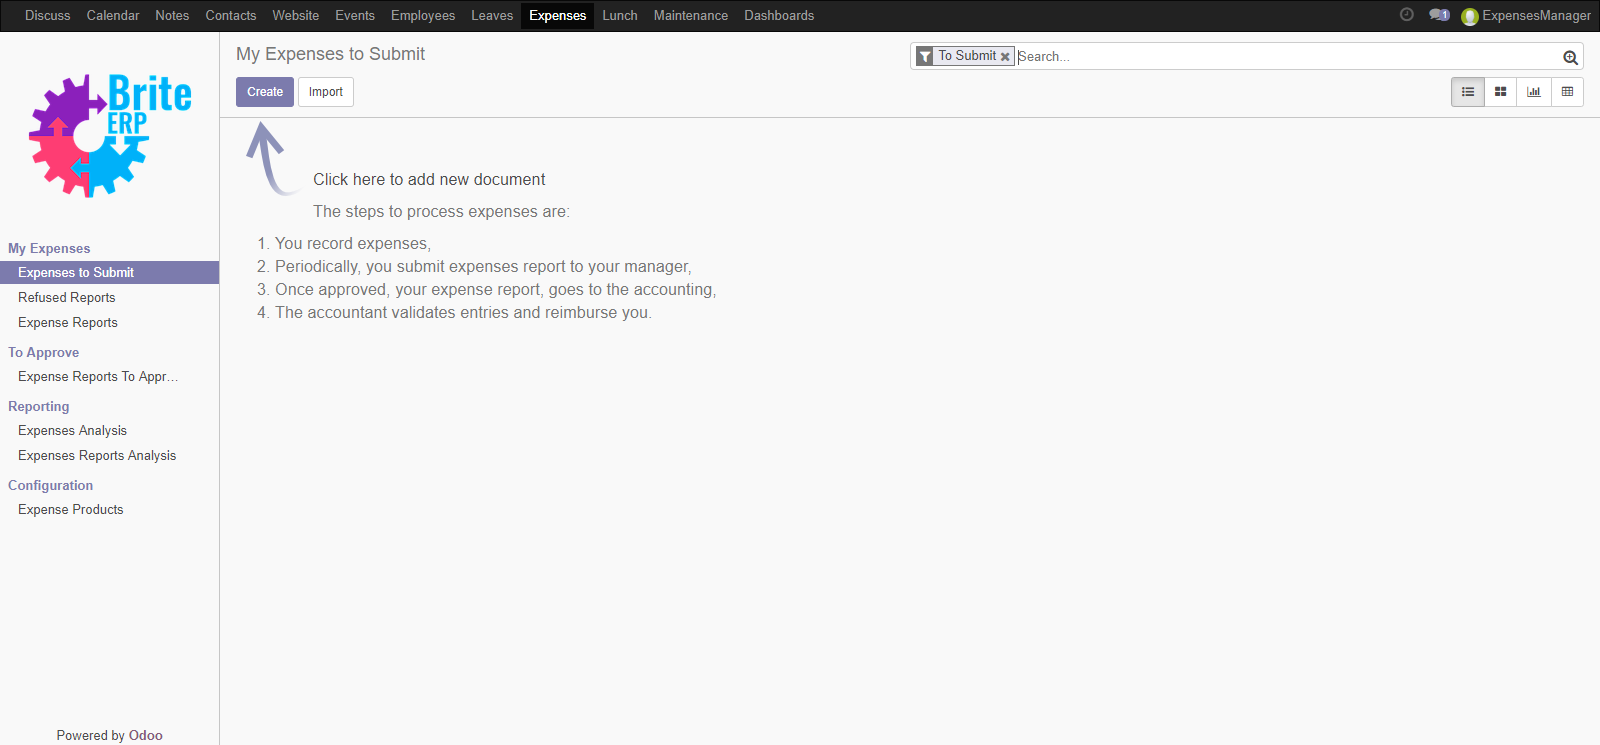 Discuss Calendar Notes Contacts Website Events Employees Leaves Expenses Lunch Maintenance Dashboards 1 ExpensesManager
Brite
ERP
My Expenses
Expenses to Submit
Refused Reports
Expense Reports
To Approve
Expense Reports To Appr...
Reporting
Expenses Analysis
Expenses Reports Analysis
Configuration
Expense Products
Powered by Odoo
My Expenses to Submit
To Submit Search...
Create Import
Click here to add new document
The steps to process expenses are:
1. You record expenses,
2. Periodically, you submit expenses report to your manager,
3. Once approved, your expense report, goes to the accounting,
4. The accountant validates entries and reimburse you.